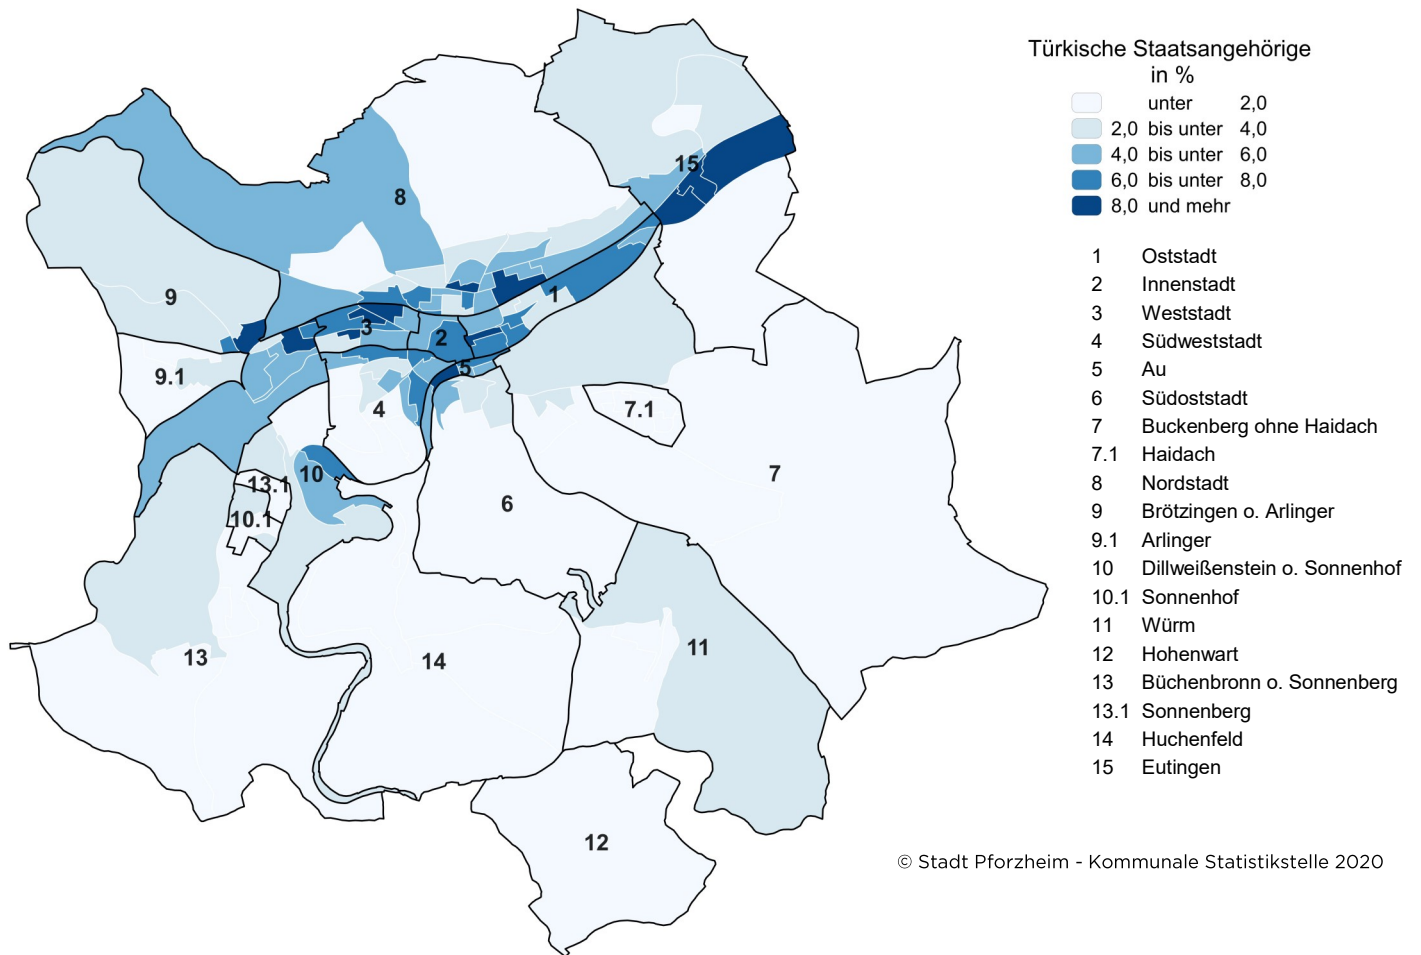 Türkische Staatsangehörige
in %
unter 2,0
2,0 bis unter 4,0
4,0 bis unter 6,0
6,0 bis unter 8,0
8,0 und mehr
1 Oststadt
2 Innenstadt
3 Weststadt
4 Südweststadt
5 Au
6 Südoststadt
7 Buckenberg ohne Haidach
7.1 Haidach
8 Nordstadt
9 Brötzingen o. Arlinger
9.1 Arlinger
10 Dillweißenstein o. Sonnenhof
10.1 Sonnenhof
11 Würm
12 Hohenwart
13 Büchenbronn o. Sonnenberg
13.1 Sonnenberg
14 Huchenfeld
15 Eutingen
15
8
9
1
3
2
5
9.1
4
7.1
10
7
13.1
6
10.1
11
13
14
12
© Stadt Pforzheim - Kommunale Statistikstelle 2020